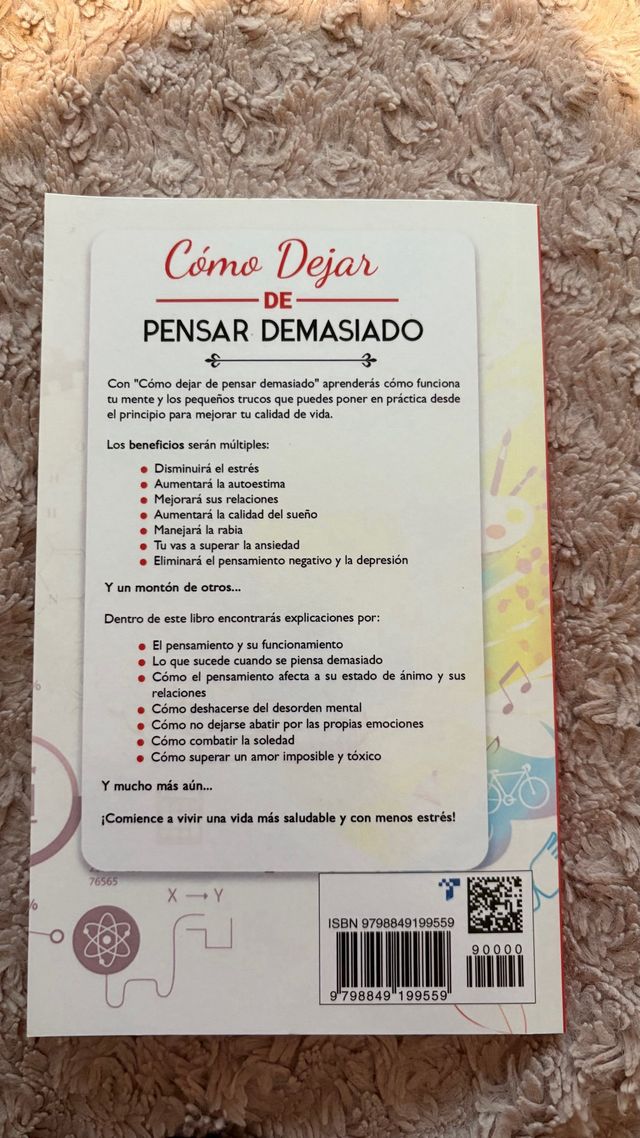 Cómo Dejar
DE
PENSAR DEMASIADO
Con "Cómo dejar de pensar demasiado" aprenderás cómo funciona
tu mente y los pequeños trucos que puedes poner en práctica desde
el principio para mejorar tu calidad de vida.
Los beneficios serán múltiples:
• Disminuirá el estrés
• Aumentará la autoestima
• Mejorará sus relaciones
• Aumentará la calidad del sueño
• Manejará la rabia
• Tu vas a superar la ansiedad
• Eliminará el pensamiento negativo y la depresión
Y un montón de otros...
Dentro de este libro encontrarás explicaciones por:
• El pensamiento y su funcionamiento
• Lo que sucede cuando se piensa demasiado
• Cómo el pensamiento afecta a su estado de ánimo y sus
relaciones
• Cómo deshacerse del desorden mental
• Cómo no dejarse abatir por las propias emociones
• Cómo combatir la soledad
• Cómo superar un amor imposible y tóxico
Y mucho más aún...
¡Comience a vivir una vida más saludable y con menos estrés!
76565
X → Y
%
%
ISBN 9798849199559
90000
9 798849 199559